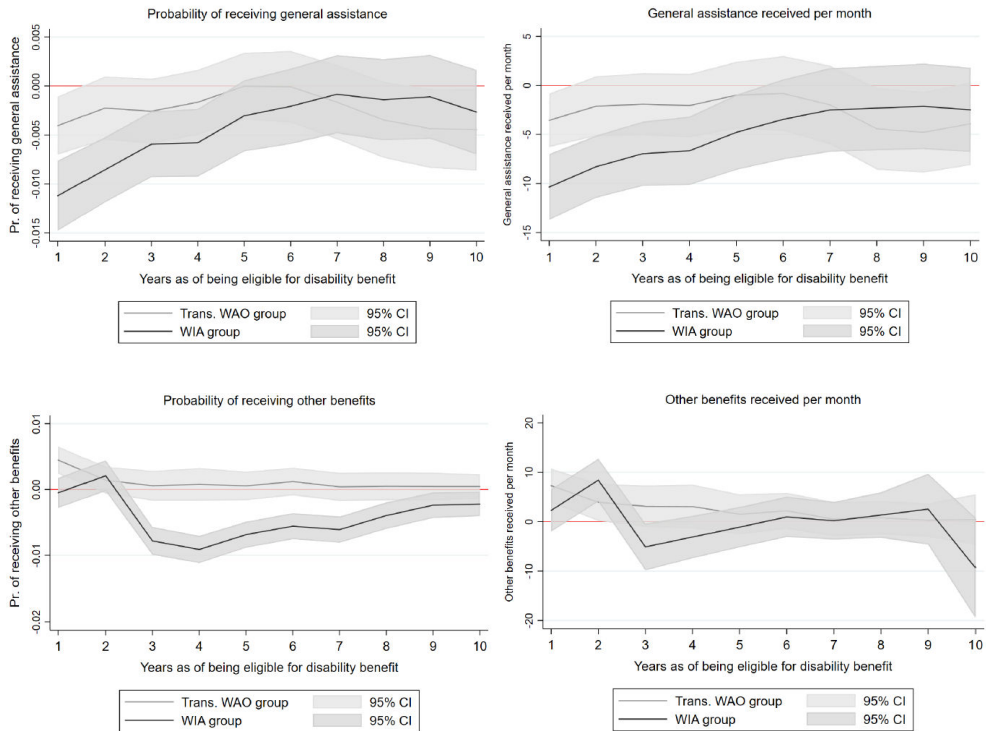 Probability of receiving general assistance
Pr. of receiving general assistance
0.005
0.000
-0.005
-0.010
-0.015
1 2 3 4 5 6 7 8 9 10
Years as of being eligible for disability benefit
Trans. WAO group 95% CI
WIA group 95% CI
General assistance received per month
General assistance received per month
5
0
-5
-10
-15
1 2 3 4 5 6 7 8 9 10
Years as of being eligible for disability benefit
Trans. WAO group 95% CI
WIA group 95% CI
Probability of receiving other benefits
Pr. of receiving other benefits
0.01
0.00
-0.01
-0.02
1 2 3 4 5 6 7 8 9 10
Years as of being eligible for disability benefit
Trans. WAO group 95% CI
WIA group 95% CI
Other benefits received per month
Other benefits received per month
20
10
0
-10
-20
1 2 3 4 5 6 7 8 9 10
Years as of being eligible for disability benefit
Trans. WAO group 95% CI
WIA group 95% CI